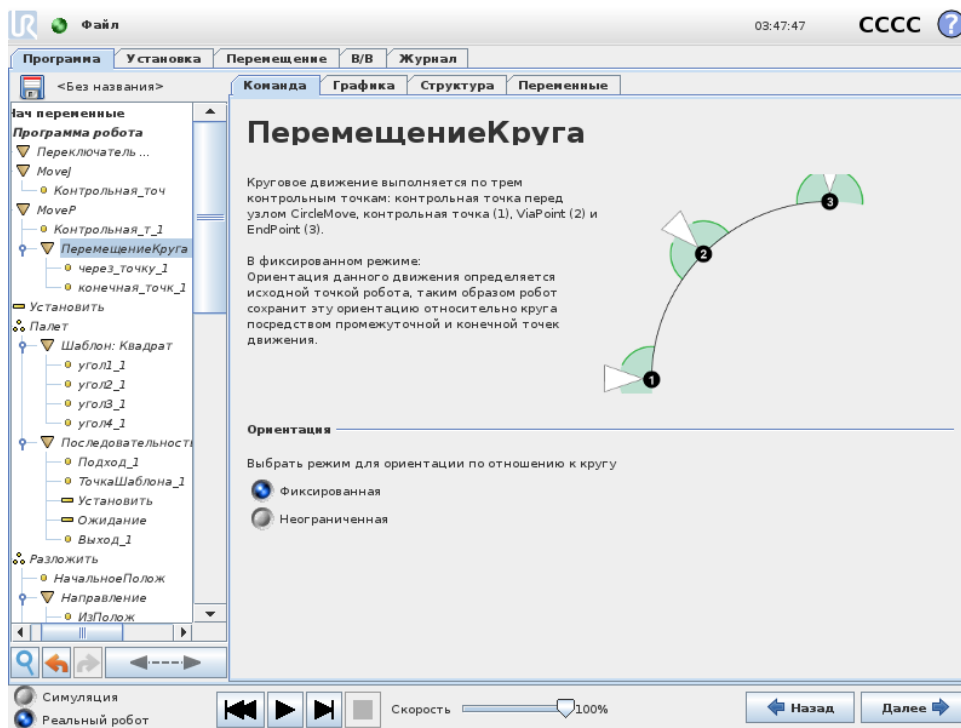 UR Файл 03:47:47 CCCC ?
Программа Установка Перемещение В/В Журнал
<Без названия> Команда Графика Структура Переменные
Нач переменные
Программа робота
Переключатель ...
MoveJ
Контрольная_точ
MoveP
Контрольная_т_1
ПеремещениеКруга
через_точку_1
конечная_точк_1
Установить
Палет
Шаблон: Квадрат
угол1_1
угол2_1
угол3_1
угол4_1
Последовательност
Подход_1
ТочкаШаблона_1
Установить
Ожидание
Выход_1
Разложить
НачальноеПолож
Направление
ИзПолож
ПеремещениеКруга
Круговое движение выполняется по трем
контрольным точкам: контрольная точка перед
узлом CircleMove, контрольная точка (1), ViaPoint (2) и
EndPoint (3).
В фиксированном режиме:
Ориентация данного движения определяется
исходной точкой робота, таким образом робот
сохранит эту ориентацию относительно круга
посредством промежуточной и конечной точек
движения.
3
2
1
Ориентация
Выбрать режим для ориентации по отношению к кругу
Фиксированная
Неограниченная
Симуляция
Реальный робот
Скорость 100%
Назад Далее